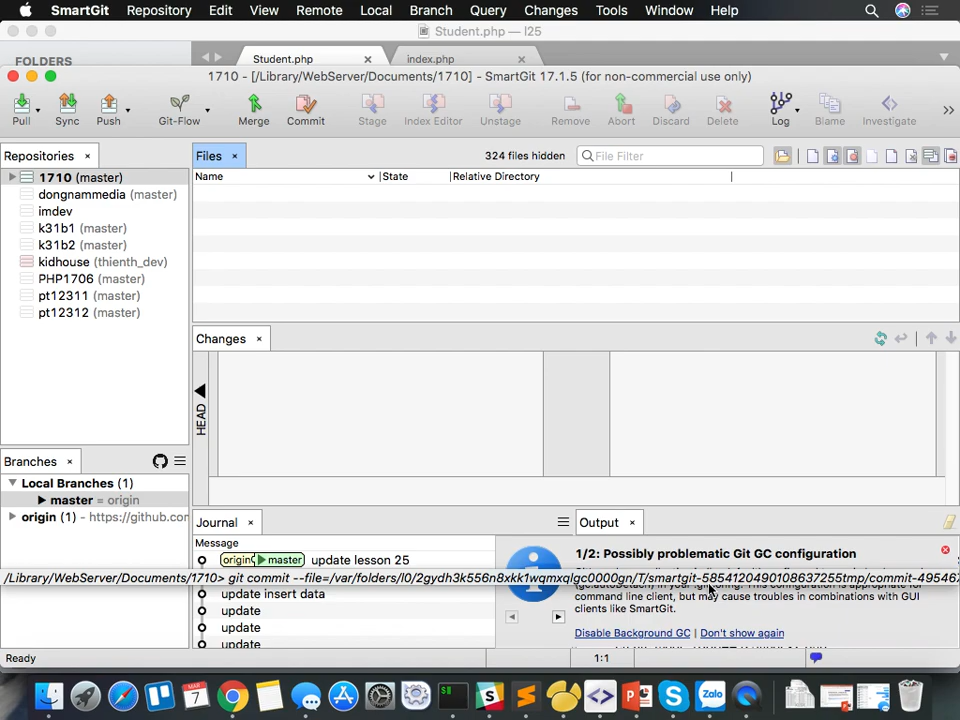 SmartGit Repository Edit View Remote Local Branch Query Changes Tools Window Help
Student.php — l25
FOLDERS
Student.php index.php
1710 - [/Library/WebServer/Documents/1710] - SmartGit 17.1.5 (for non-commercial use only)
Pull Sync Push Git-Flow Merge Commit Stage Index Editor Unstage Remove Abort Discard Delete Log Blame Investigate
Repositories
Files 324 files hidden File Filter
Name State Relative Directory
1710 (master)
dongnammedia (master)
imdev
k31b1 (master)
k31b2 (master)
kidhouse (thienth_dev)
PHP1706 (master)
pt12311 (master)
pt12312 (master)
Changes
HEAD
Branches
Local Branches (1)
master = origin
origin (1) - https://github.com
Journal
Message
origin master update lesson 25
update insert data
update
update
update
Output
1/2: Possibly problematic Git GC configuration
/Library/WebServer/Documents/1710> git commit --file=/var/folders/l0/2gydh3k556n8xkk1wqmxqlgc0000gn/T/smartgit-5854120490108637255tmp/commit-495467
command line client, but may cause troubles in combinations with GUI
clients like SmartGit.
Disable Background GC | Don't show again
Ready 1:1
MAR
7
Zalo